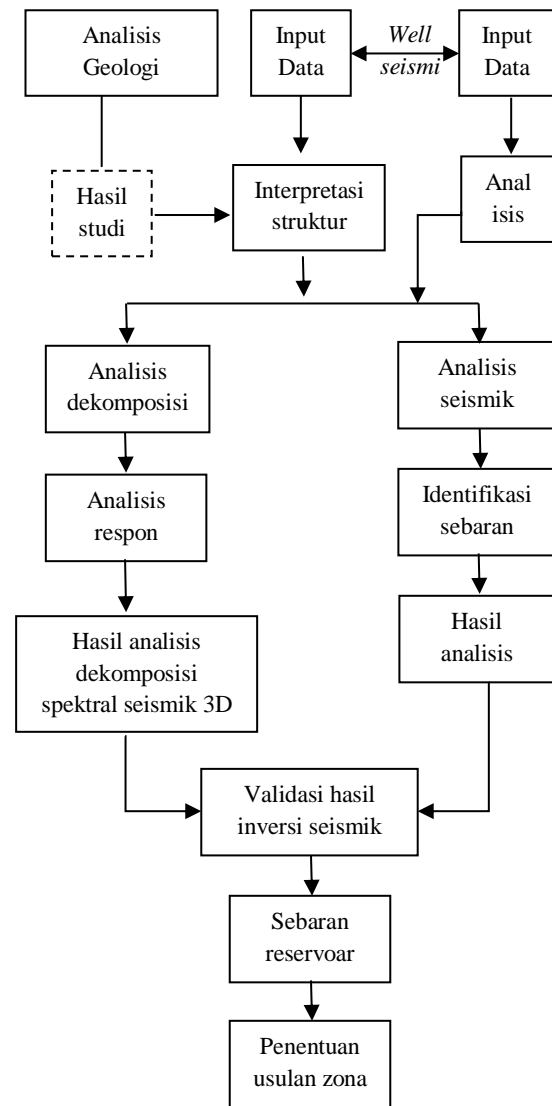 Analisis
Geologi
Input
Data
Well
seismi
Input
Data
Hasil
studi
Interpretasi
struktur
Anal
isis
Analisis
dekomposisi
Analisis
seismik
Analisis
respon
Identifikasi
sebaran
Hasil analisis
dekomposisi
spektral seismik 3D
Hasil
analisis
Validasi hasil
inversi seismik
Sebaran
reservoar
Penentuan
usulan zona